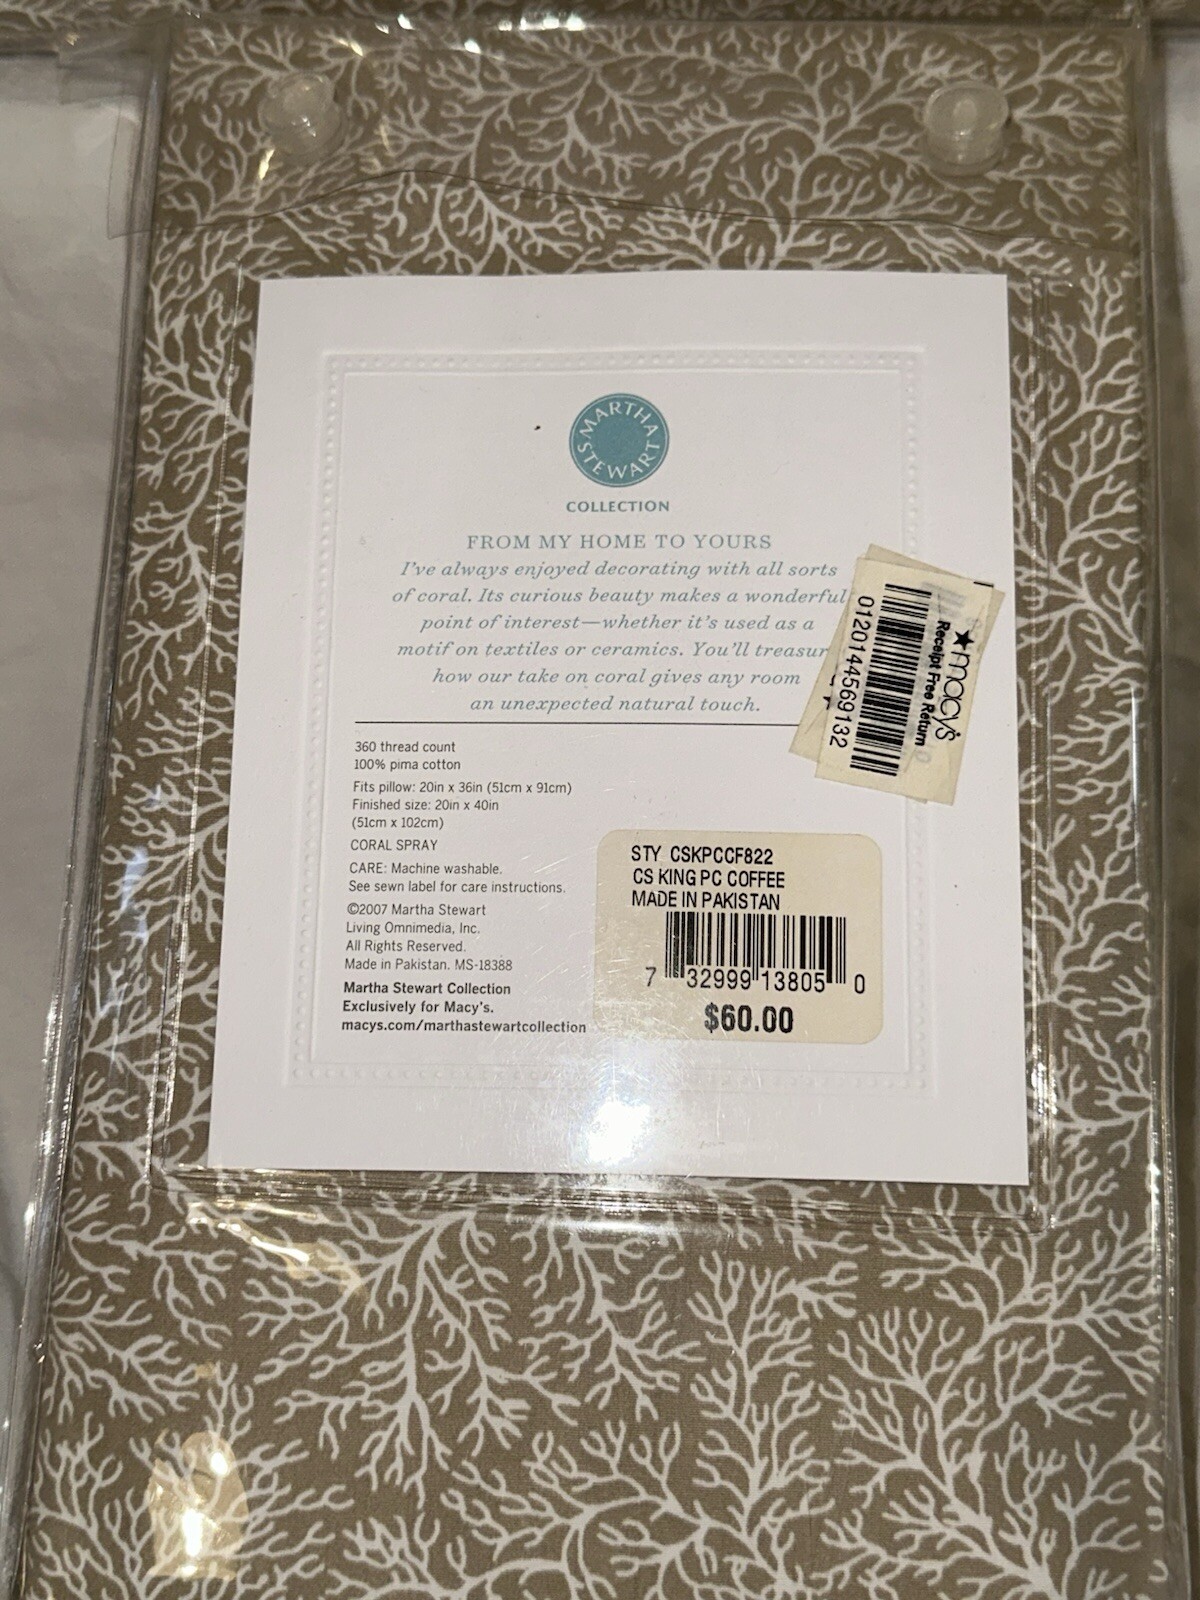 MARTHA
STEWART
COLLECTION
FROM MY HOME TO YOURS
I've always enjoyed decorating with all sorts
of coral. Its curious beauty makes a wonderful
point of interest—whether it's used as a
motif on textiles or ceramics. You'll treasur
how our take on coral gives any room
an unexpected natural touch.
360 thread count
100% pima cotton
Fits pillow: 20in x 36in (51cm x 91cm)
Finished size: 20in x 40in
(51cm x 102cm)
CORAL SPRAY
CARE: Machine washable.
See sewn label for care instructions.
©2007 Martha Stewart
Living Omnimedia, Inc.
All Rights Reserved.
Made in Pakistan. MS-18388
Martha Stewart Collection
Exclusively for Macy's.
macys.com/marthastewartcollection
★macy's
Receipt Free Return
0120144569132
STY CSKPCCF822
CS KING PC COFFEE
MADE IN PAKISTAN
7 32999 13805 0
$60.00